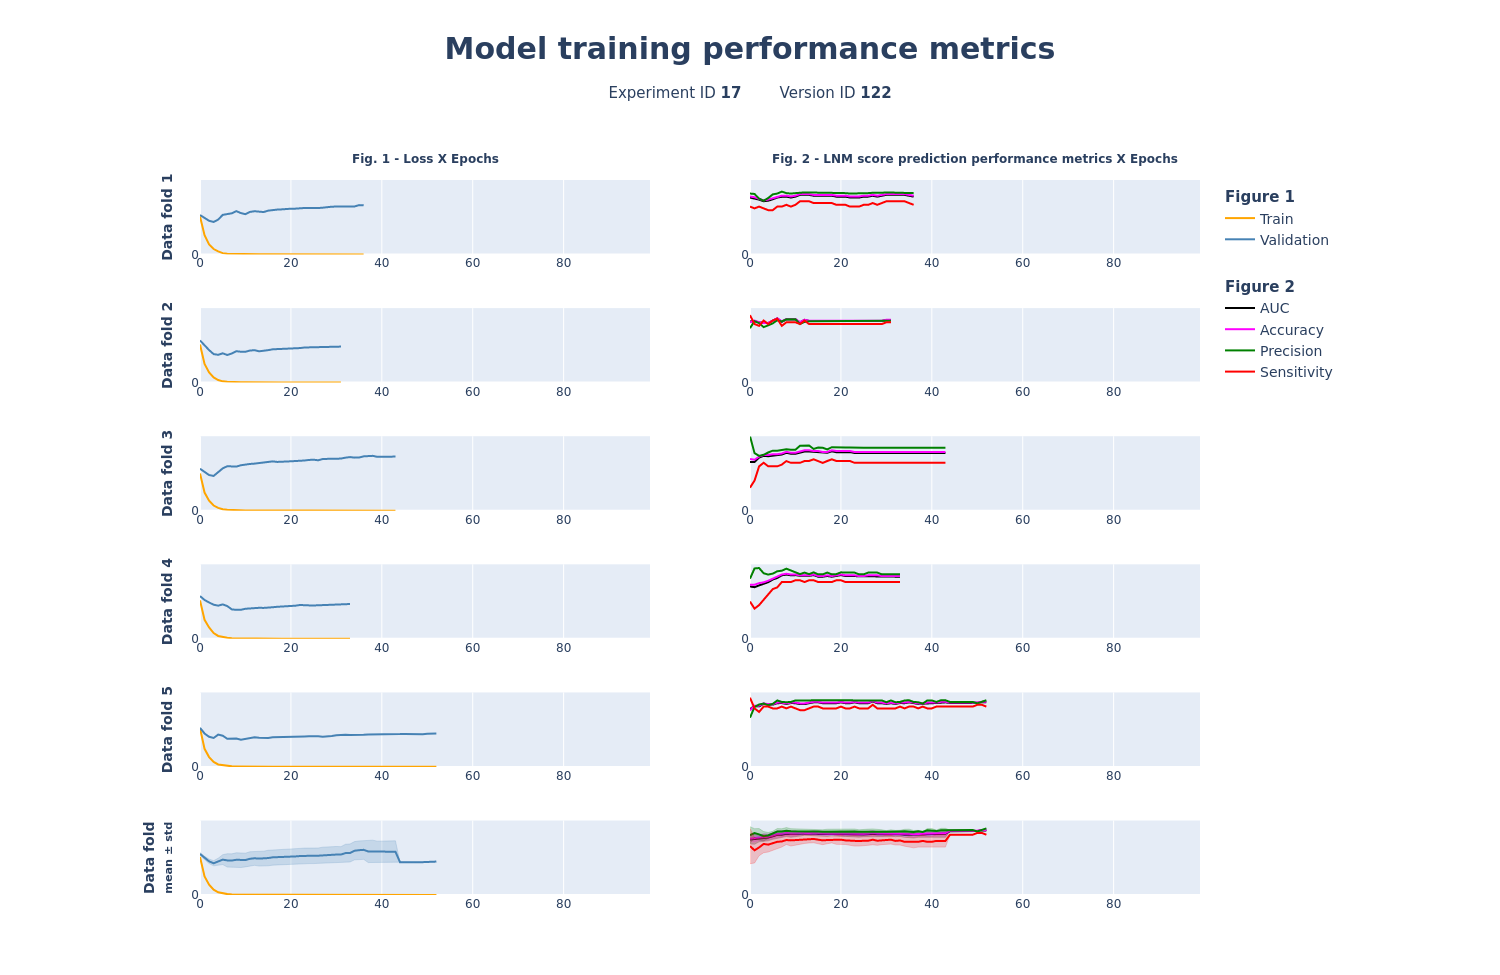 Model training performance metrics
Experiment ID 17 Version ID 122
Fig. 1 - Loss X Epochs
Fig. 2 - LNM score prediction performance metrics X Epochs
Data fold 1
0
0 20 40 60 80
0
0 20 40 60 80
Figure 1
Train
Validation
Figure 2
AUC
Accuracy
Precision
Sensitivity
Data fold 2
0
0 20 40 60 80
0
0 20 40 60 80
Data fold 3
0
0 20 40 60 80
0
0 20 40 60 80
Data fold 4
0
0 20 40 60 80
0
0 20 40 60 80
Data fold 5
0
0 20 40 60 80
0
0 20 40 60 80
Data fold
mean ± std
0
0 20 40 60 80
0
0 20 40 60 80